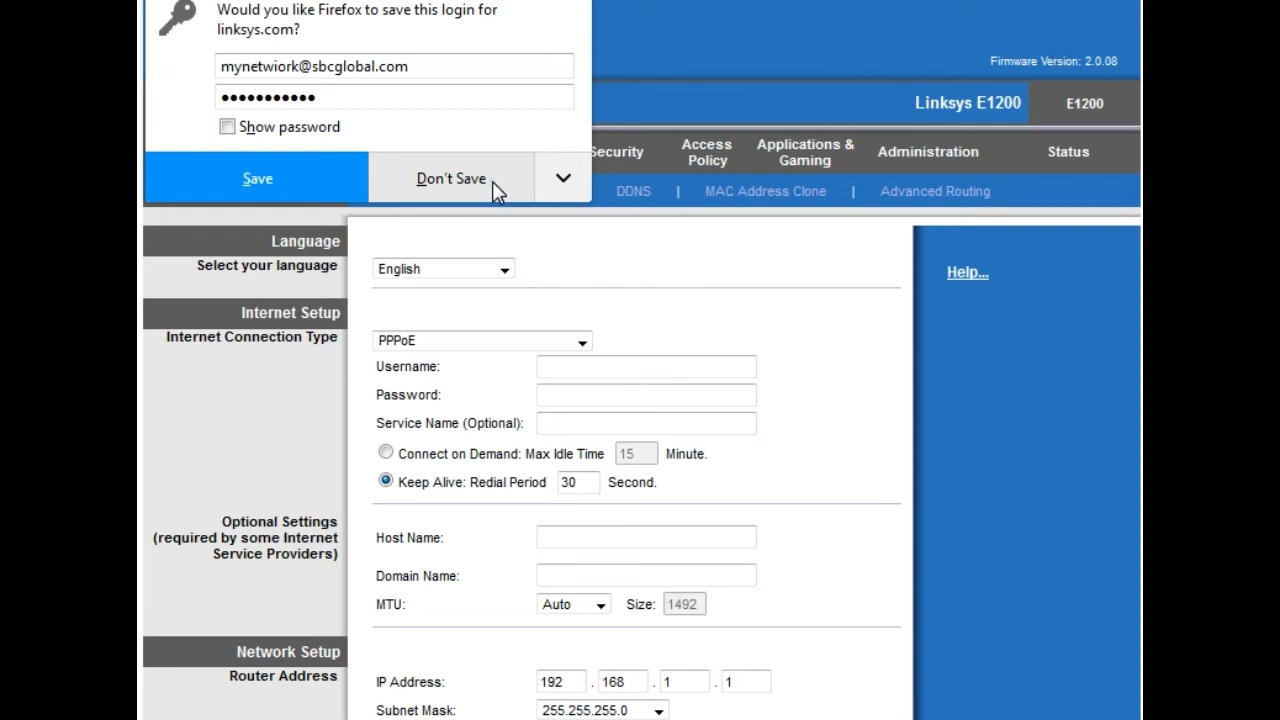 Would you like Firefox to save this login for
linksys.com?
mynetwiork@sbcglobal.com
•••••••••••
Show password
Save
Don't Save
Firmware Version: 2.0.08
Linksys E1200
E1200
Security
Access
Policy
Applications &
Gaming
Administration
Status
DDNS | MAC Address Clone | Advanced Routing
Language
Select your language
English
Help...
Internet Setup
Internet Connection Type
PPPoE
Username:
Password:
Service Name (Optional):
Connect on Demand: Max Idle Time 15 Minute.
Keep Alive: Redial Period 30 Second.
Optional Settings
(required by some Internet
Service Providers)
Host Name:
Domain Name:
MTU: Auto Size: 1492
Network Setup
Router Address
IP Address: 192 . 168 . 1 . 1
Subnet Mask: 255.255.255.0